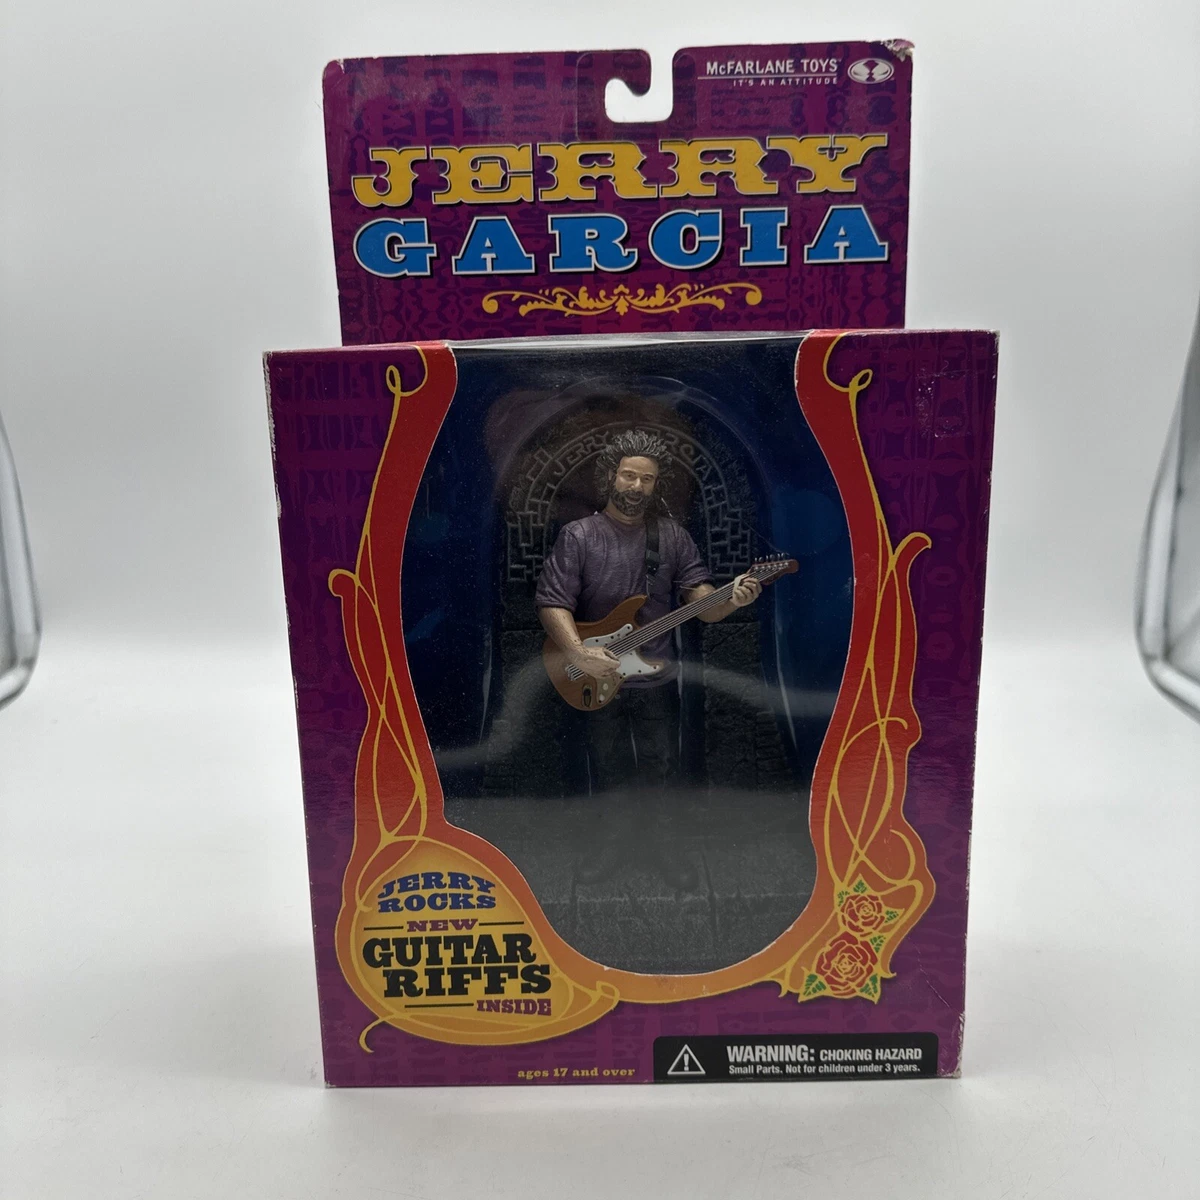 McFARLANE TOYS
IT'S AN ATTITUDE
JERRY
GARCIA
JERRY GARCIA
JERRY
ROCKS
NEW
GUITAR
RIFFS
INSIDE
ages 17 and over
WARNING: CHOKING HAZARD
Small Parts. Not for children under 3 years.